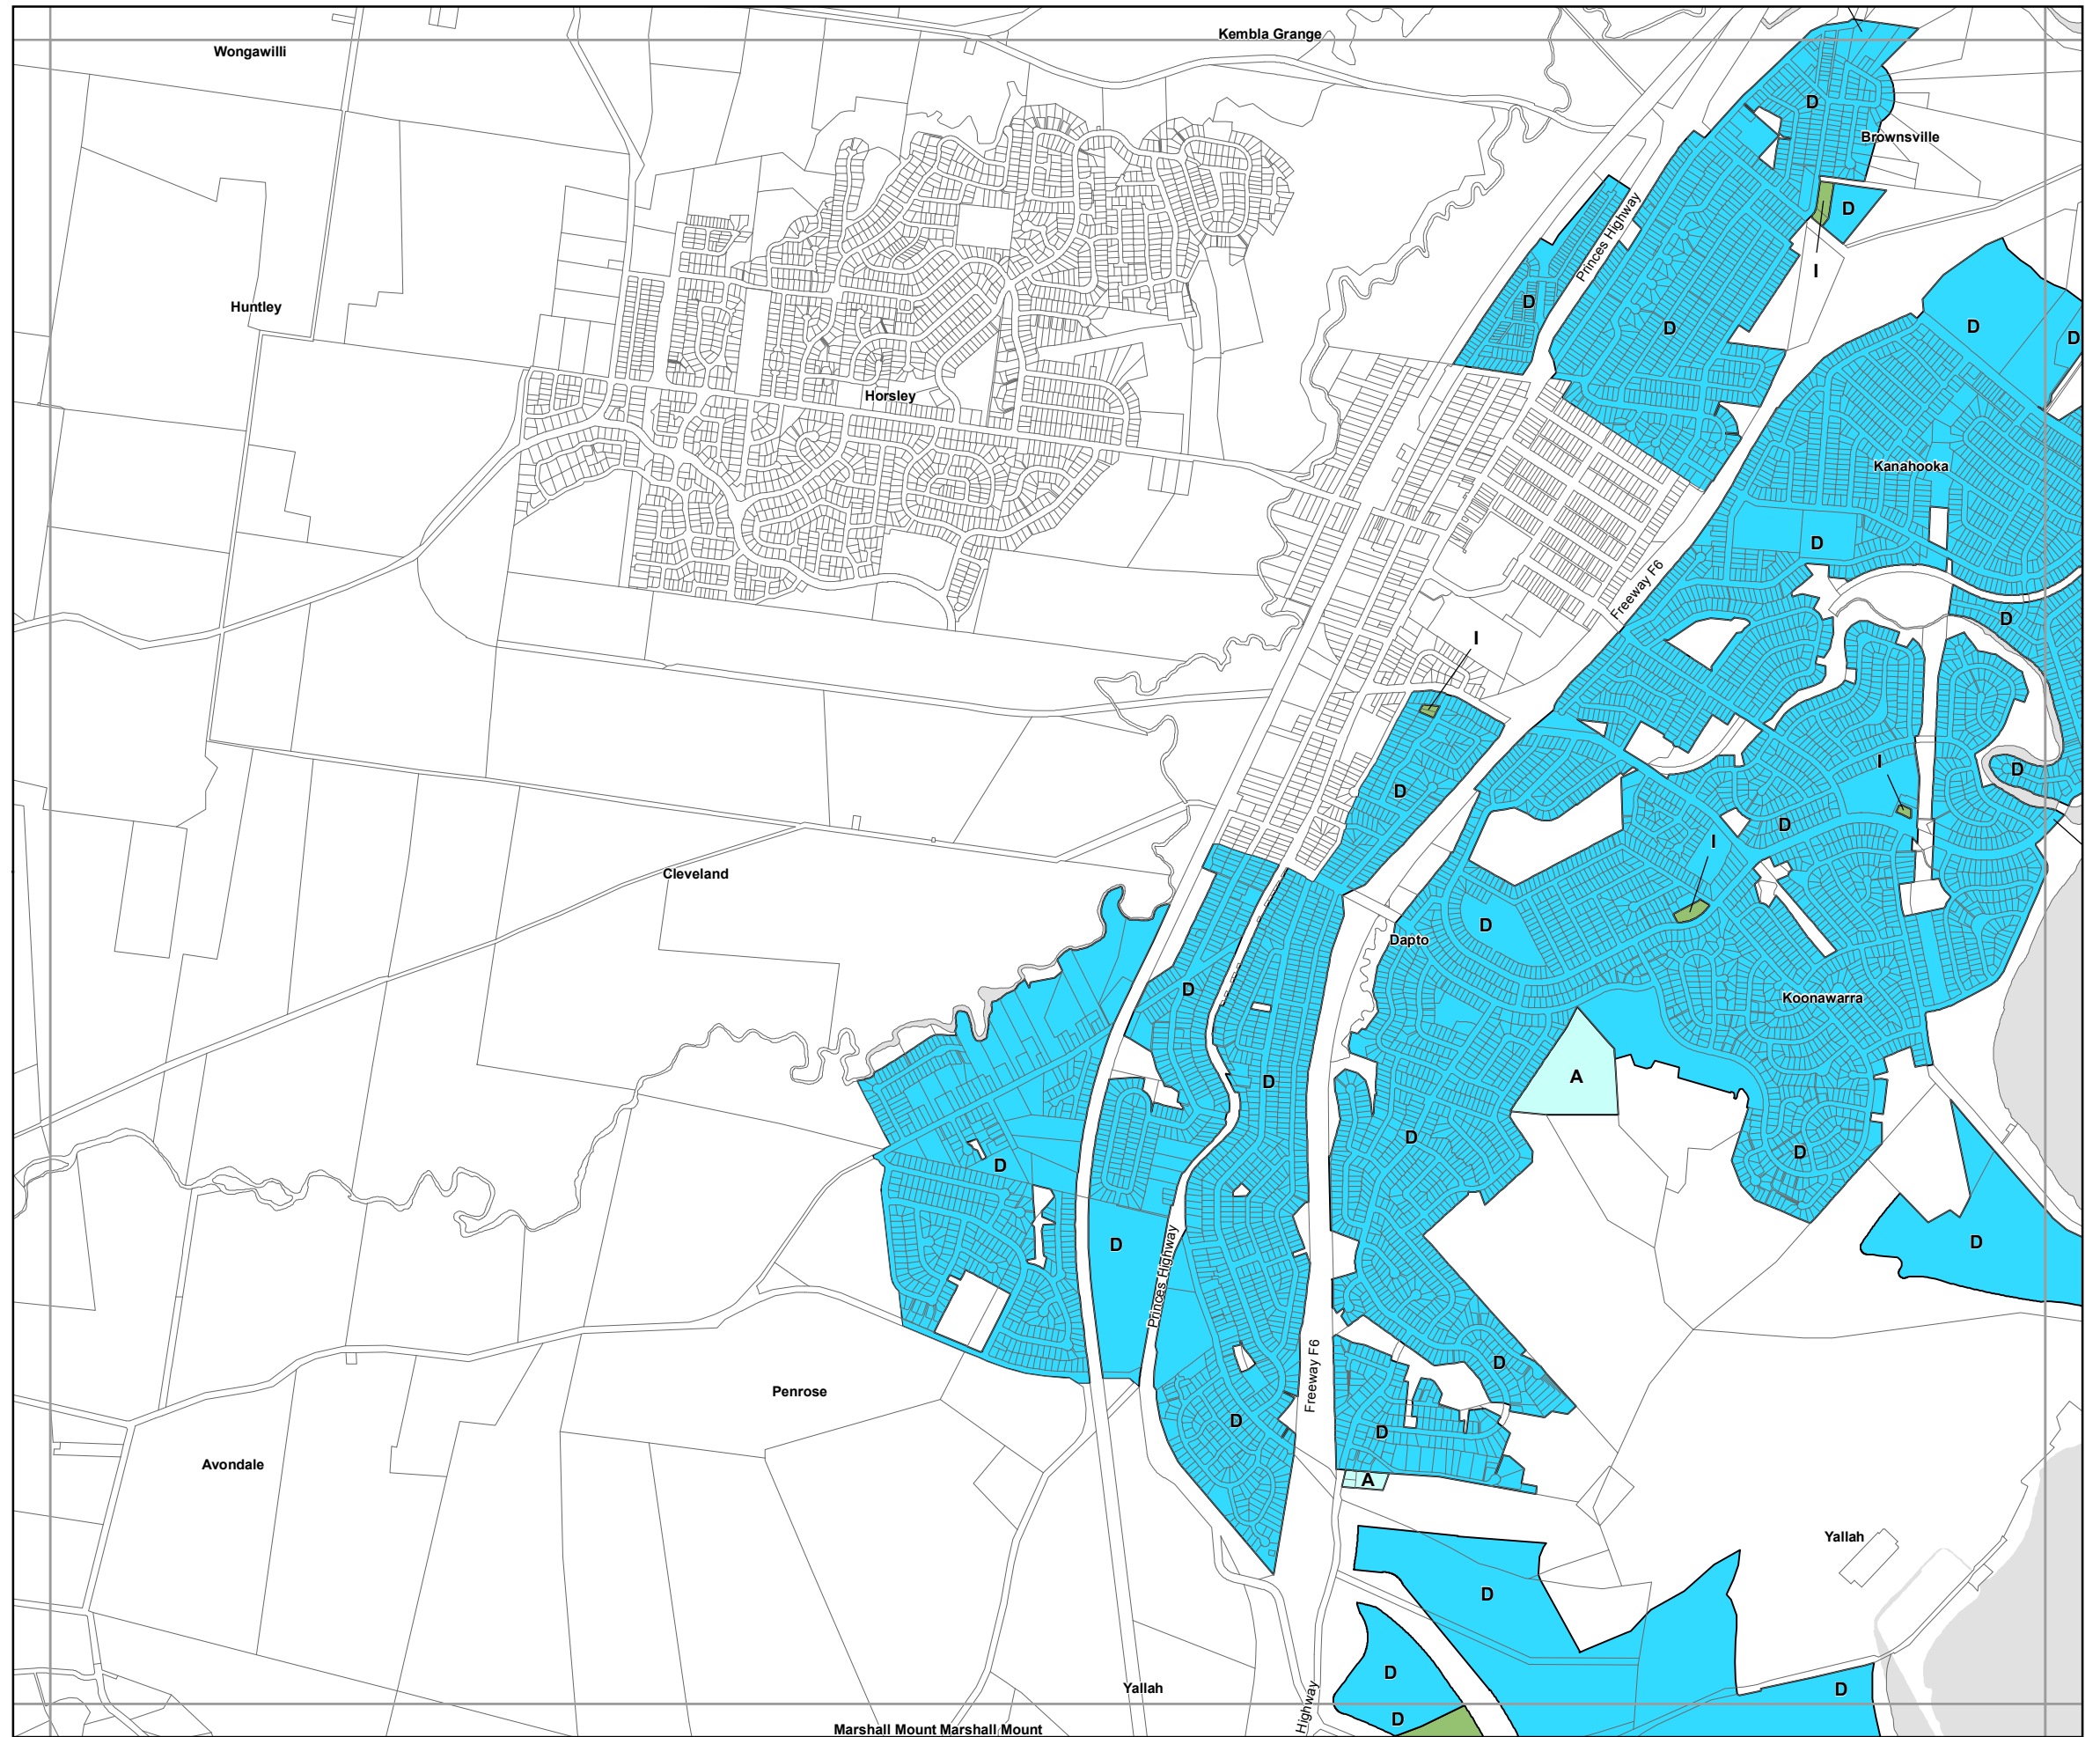 Kembla Grange
Wongawilli
D
Brownsville
D
I
Princes Highway
D
Huntley
D
D
D
Horsley
Kanahooka
D
Freeway F6
D
I
I
D
D
D
I
Cleveland
D
Dapto
D
Koonawarra
A
D
D
D
D
D
D
D
Princes Highway
D
Freeway F6
Penrose
D
D
Avondale
A
Yallah
D
D
Yallah
D
D
Highway
Marshall Mount Marshall Mount